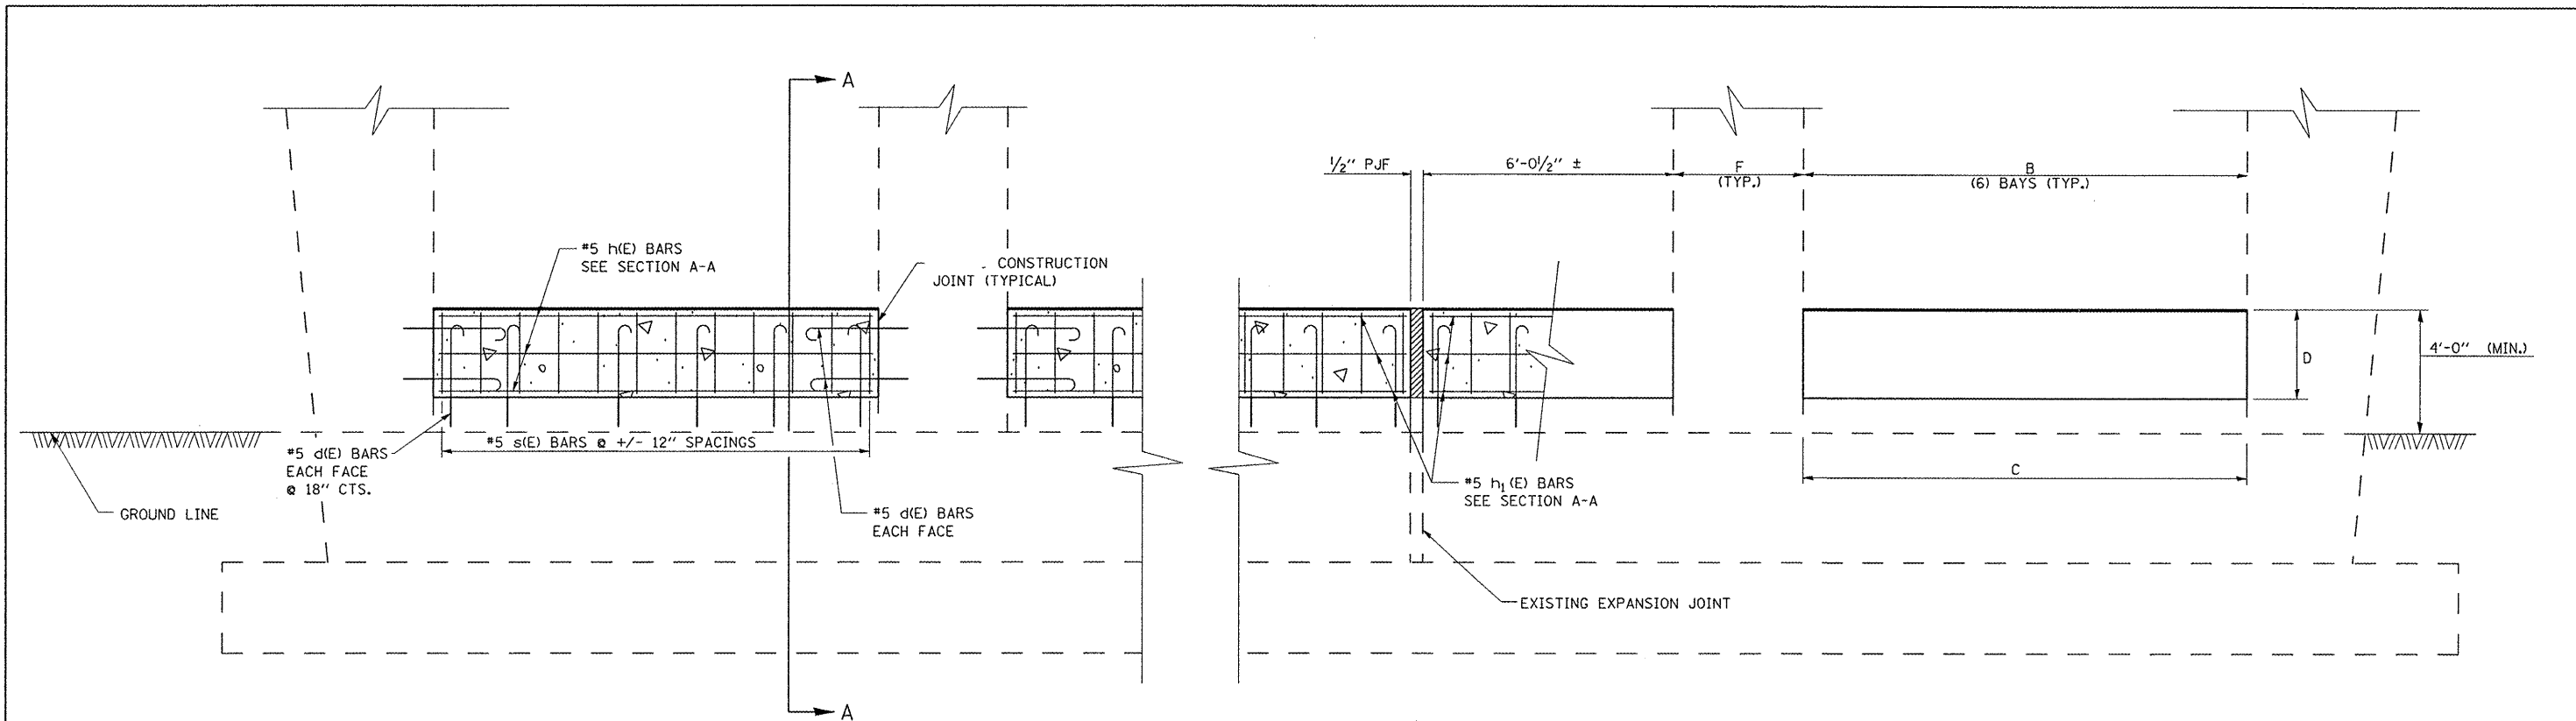 A
1/2" PJF
6'-0 1/2" ±
F
(TYP.)
B
(6) BAYS (TYP.)
#5 h(E) BARS
SEE SECTION A-A
CONSTRUCTION
JOINT (TYPICAL)
4'-0" (MIN.)
D
#5 s(E) BARS @ +/- 12" SPACINGS
#5 d(E) BARS
EACH FACE
@ 18" CTS.
C
#5 h₁(E) BARS
SEE SECTION A-A
GROUND LINE
#5 d(E) BARS
EACH FACE
EXISTING EXPANSION JOINT
A